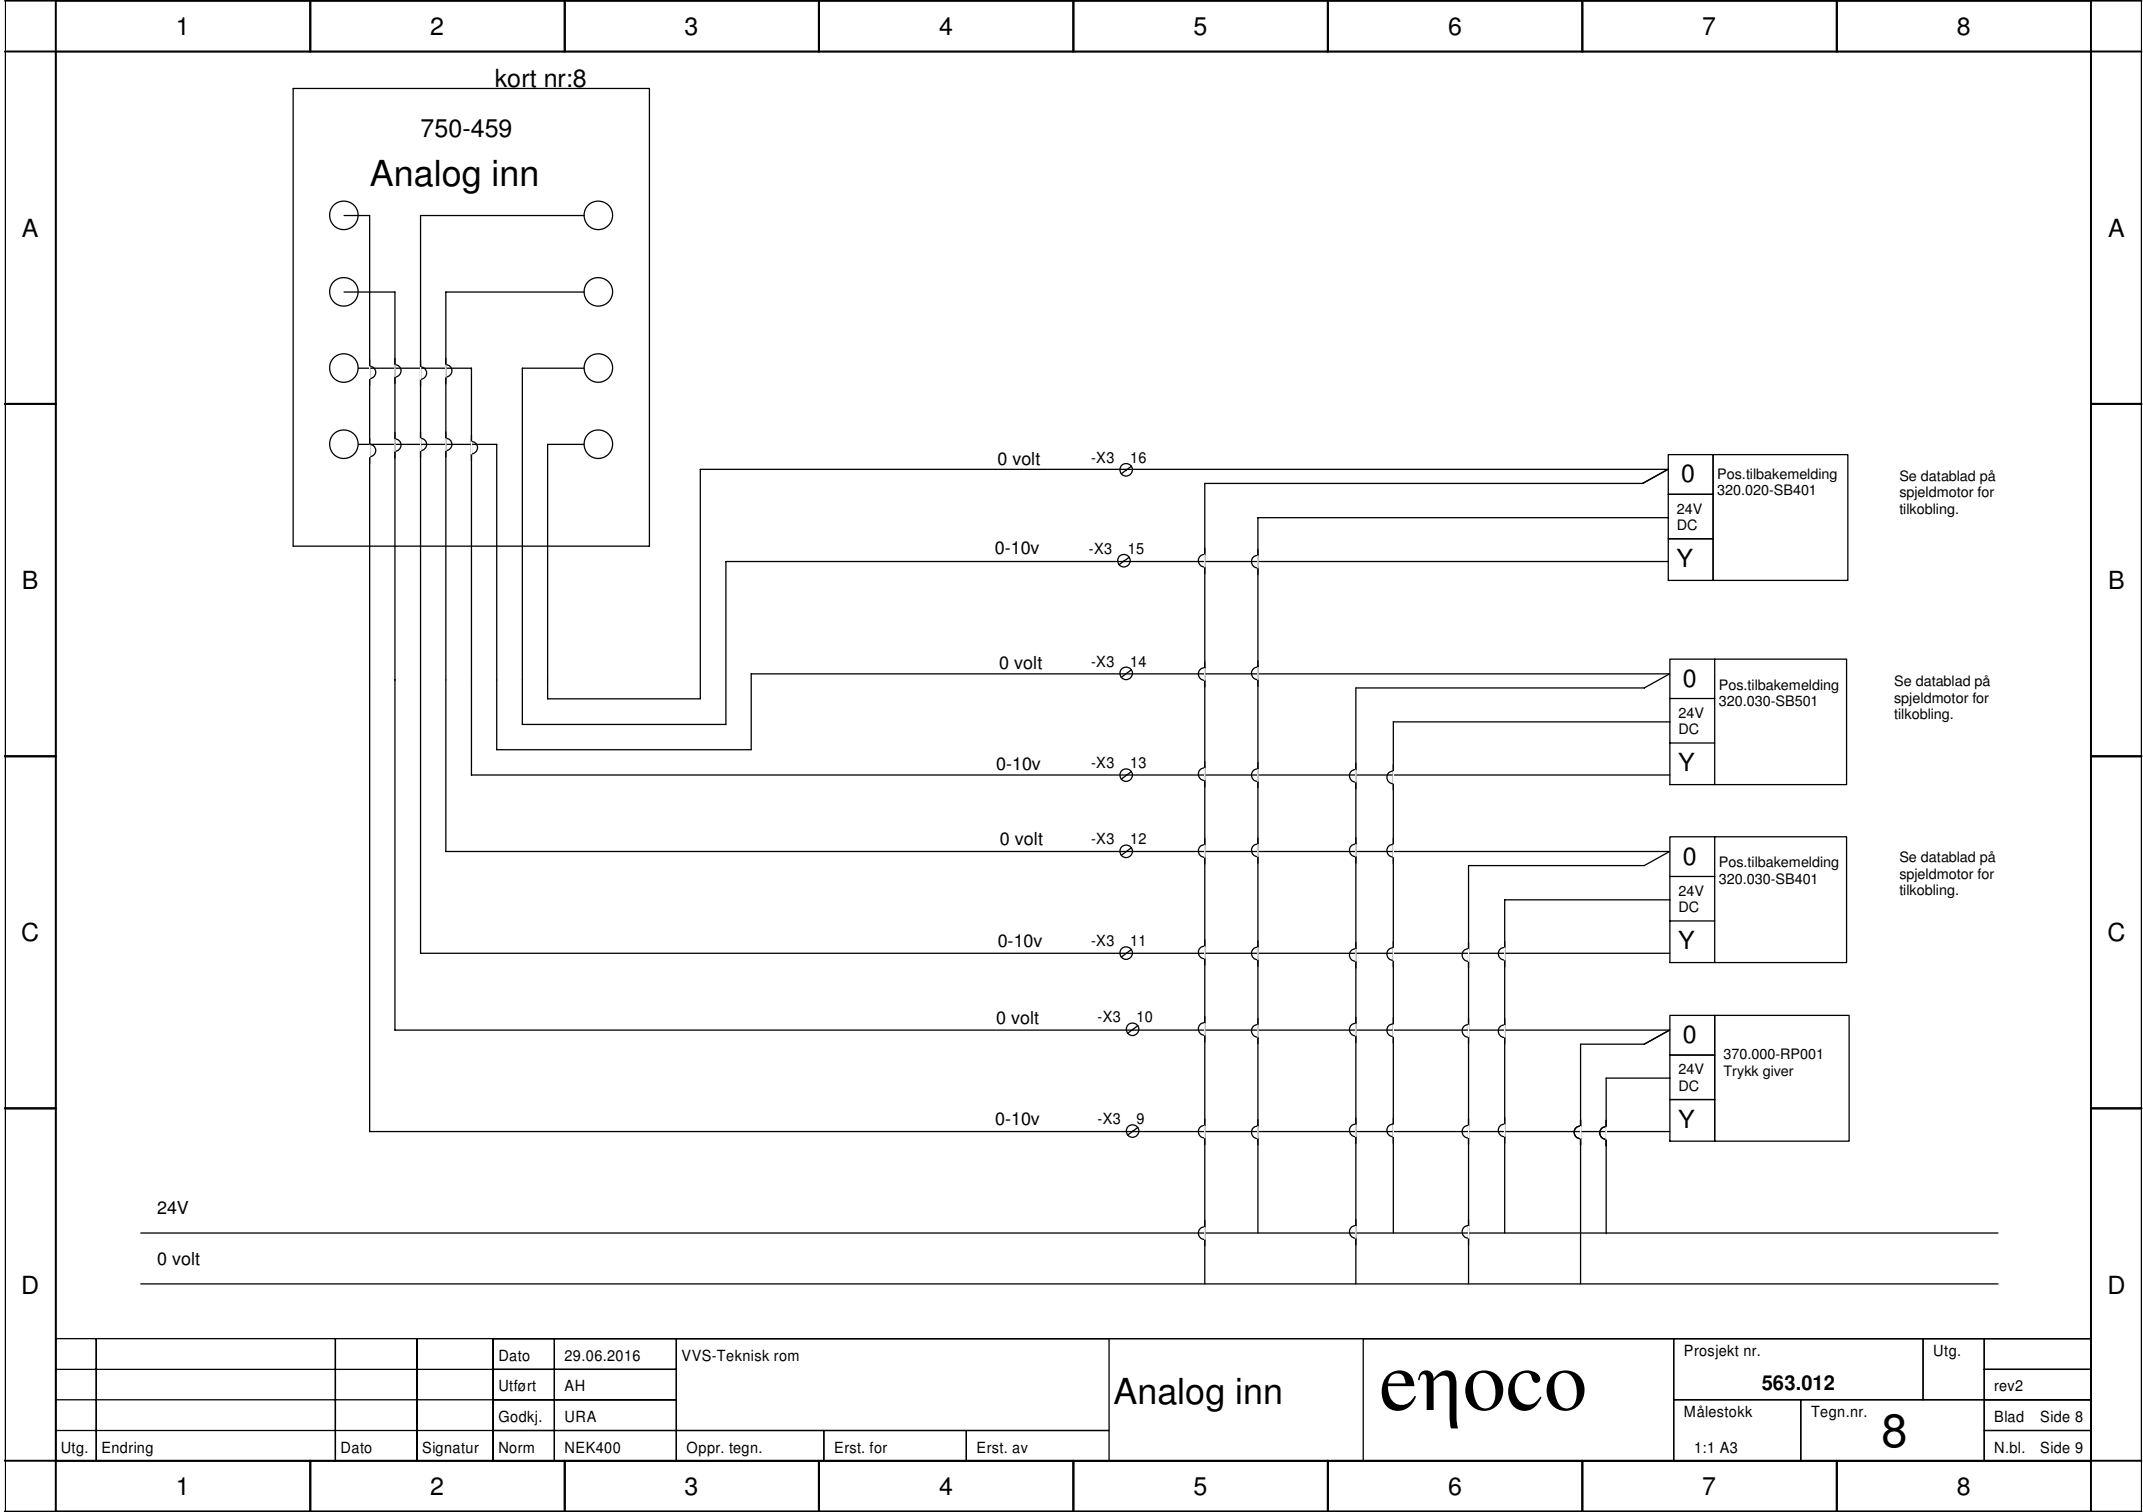 1 2 3 4 5 6 7 8
kort nr:8
750-459
Analog inn
A A
0 volt -X3 16
0
24V
DC
Y
Pos.tilbakemelding
320.020-SB401
Se datablad på
spjeldmotor for
tilkobling.
0-10v -X3 15
B B
0 volt -X3 14
0
24V
DC
Y
Pos.tilbakemelding
320.030-SB501
Se datablad på
spjeldmotor for
tilkobling.
0-10v -X3 13
0 volt -X3 12
0
24V
DC
Y
Pos.tilbakemelding
320.030-SB401
Se datablad på
spjeldmotor for
tilkobling.
C C
0-10v -X3 11
0 volt -X3 10
0
24V
DC
Y
370.000-RP001
Trykk giver
0-10v -X3 9
24V
0 volt
D D
Dato 29.06.2016
Utført AH
Godkj. URA
Utg. Endring Dato Signatur Norm NEK400
VVS-Teknisk rom
Oppr. tegn. Erst. for Erst. av
Analog inn
enoco
Prosjekt nr. Utg.
563.012
rev2
Målestokk Tegn.nr.
1:1 A3 8
Blad Side 8
N.bl. Side 9
1 2 3 4 5 6 7 8